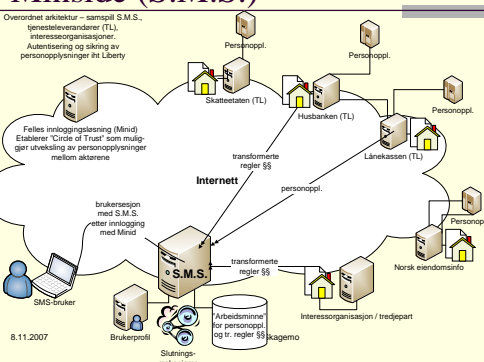 Minside (S.M.S.)
Overordnet arkitektur – samspill S.M.S.,
tjenesteleverandører (TL),
interesseorganisasjoner.
Autentisering og sikring av
personopplysninger iht Liberty
Personoppl.
Personoppl.
Skatteetaten (TL)
Husbanken (TL)
Personoppl.
Felles innloggingsløsning (Minid)
Etablerer "Circle of Trust" som mulig-
gjør utveksling av personopplysninger
mellom aktørene
Lånekassen (TL)
transformerte
regler §§
Internett
personoppl.
brukersesjon
med S.M.S.
etter innlogging
med Minid
Personop
S.M.S.
transformerte
regler §§
Norsk eiendomsinfo
SMS-bruker
Interesseorganisasjon / tredjepart
"Arbeidsminne"
for personoppl.
og tr. regler §§
8.11.2007
Brukerprofil
Skagemo
Slutnings-